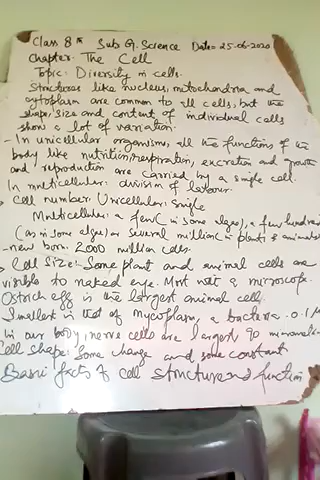 Class 8th Sub G. Science Date = 25-06-2020
Chapter: The Cell
Topic: Diversity in cells.
Structures like nucleus, mitochondria and
cytoplasm are common to all cells, but the
shape, size and content of individual cells
show a lot of variation.
- In unicellular organisms, all the functions of the
body like nutrition, respiration, excretion and growth
and reproduction are carried by a single cell.
In multicellular: division of labour.
Cell number: Unicellular: Single
Multicellular: a few (in some algae), a few hundred
(as in some algae) or several million (in plants & animals
- new born: 2000 million cells.
Cell Size: Some plant and animal cells are
visible to naked eye. Most need a microscope.
Ostrich egg is the largest animal cell.
Smallest is that of mycoplasm, a bacteria. 0.1
In our body, nerve cells are largest 90
Cell shape: Some change and some constant.
Basic facts of cell structure and function